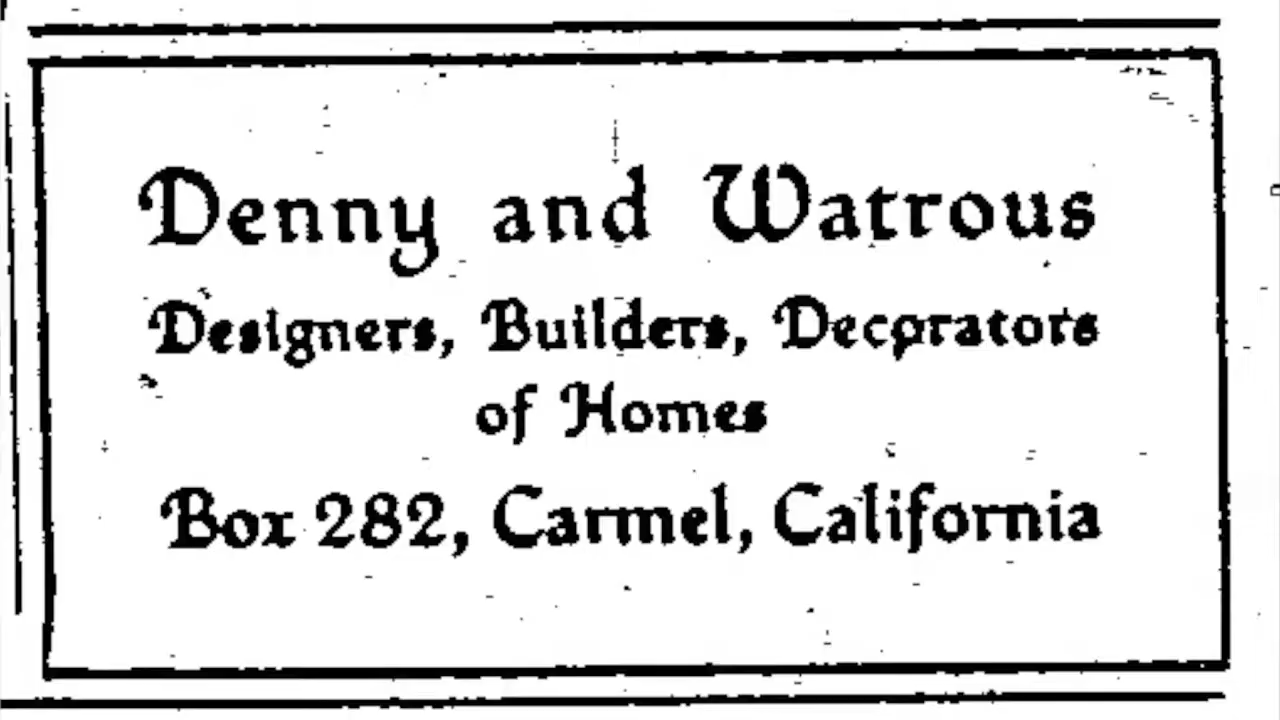 Denny and Watrous
Designers, Builders, Decorators
of Homes
Box 282, Carmel, California